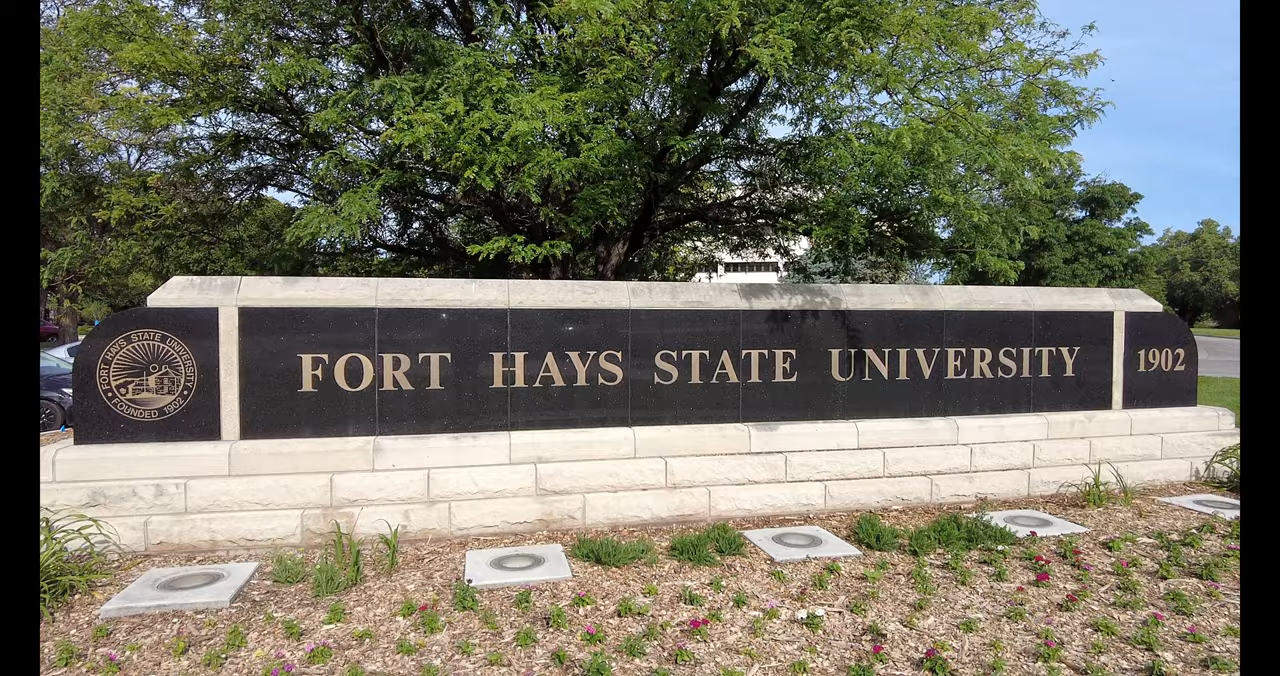 FORT HAYS STATE UNIVERSITY
• FOUNDED 1902 •
FORT HAYS STATE UNIVERSITY
1902